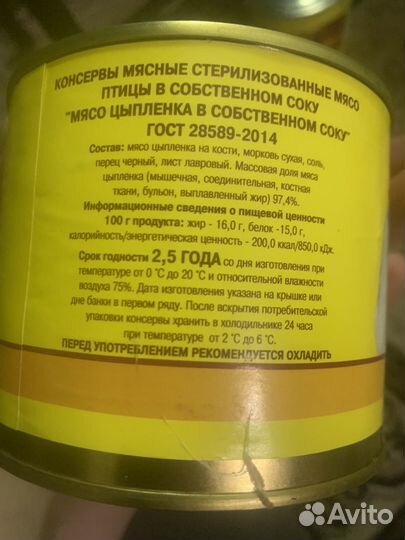 КОНСЕРВЫ МЯСНЫЕ СТЕРИЛИЗОВАННЫЕ МЯСО
ПТИЦЫ В СОБСТВЕННОМ СОКУ
"МЯСО ЦЫПЛЕНКА В СОБСТВЕННОМ СОКУ"
ГОСТ 28589-2014
Состав: мясо цыпленка на кости, морковь сухая, соль,
перец черный, лист лавровый. Массовая доля мяса
цыпленка (мышечная, соединительная, костная
ткани, бульон, выплавленный жир) 97,4%.
Информационные сведения о пищевой ценности
100 г продукта: жир - 16,0 г, белок -15,0 г,
калорийность/энергетическая ценность - 200,0 ккал/850,0 кДж.
Срок годности 2,5 ГОДА со дня изготовления при
температуре от 0 °С до 20 °С и относительной влажности
воздуха 75%. Дата изготовления указана на крышке или
дне банки в первом ряду. После вскрытия потребительской
упаковки консервы хранить в холодильнике 24 часа
при температуре от 2 °С до 6 °С.
ПЕРЕД УПОТРЕБЛЕНИЕМ РЕКОМЕНДУЕТСЯ ОХЛАДИТЬ
Avito